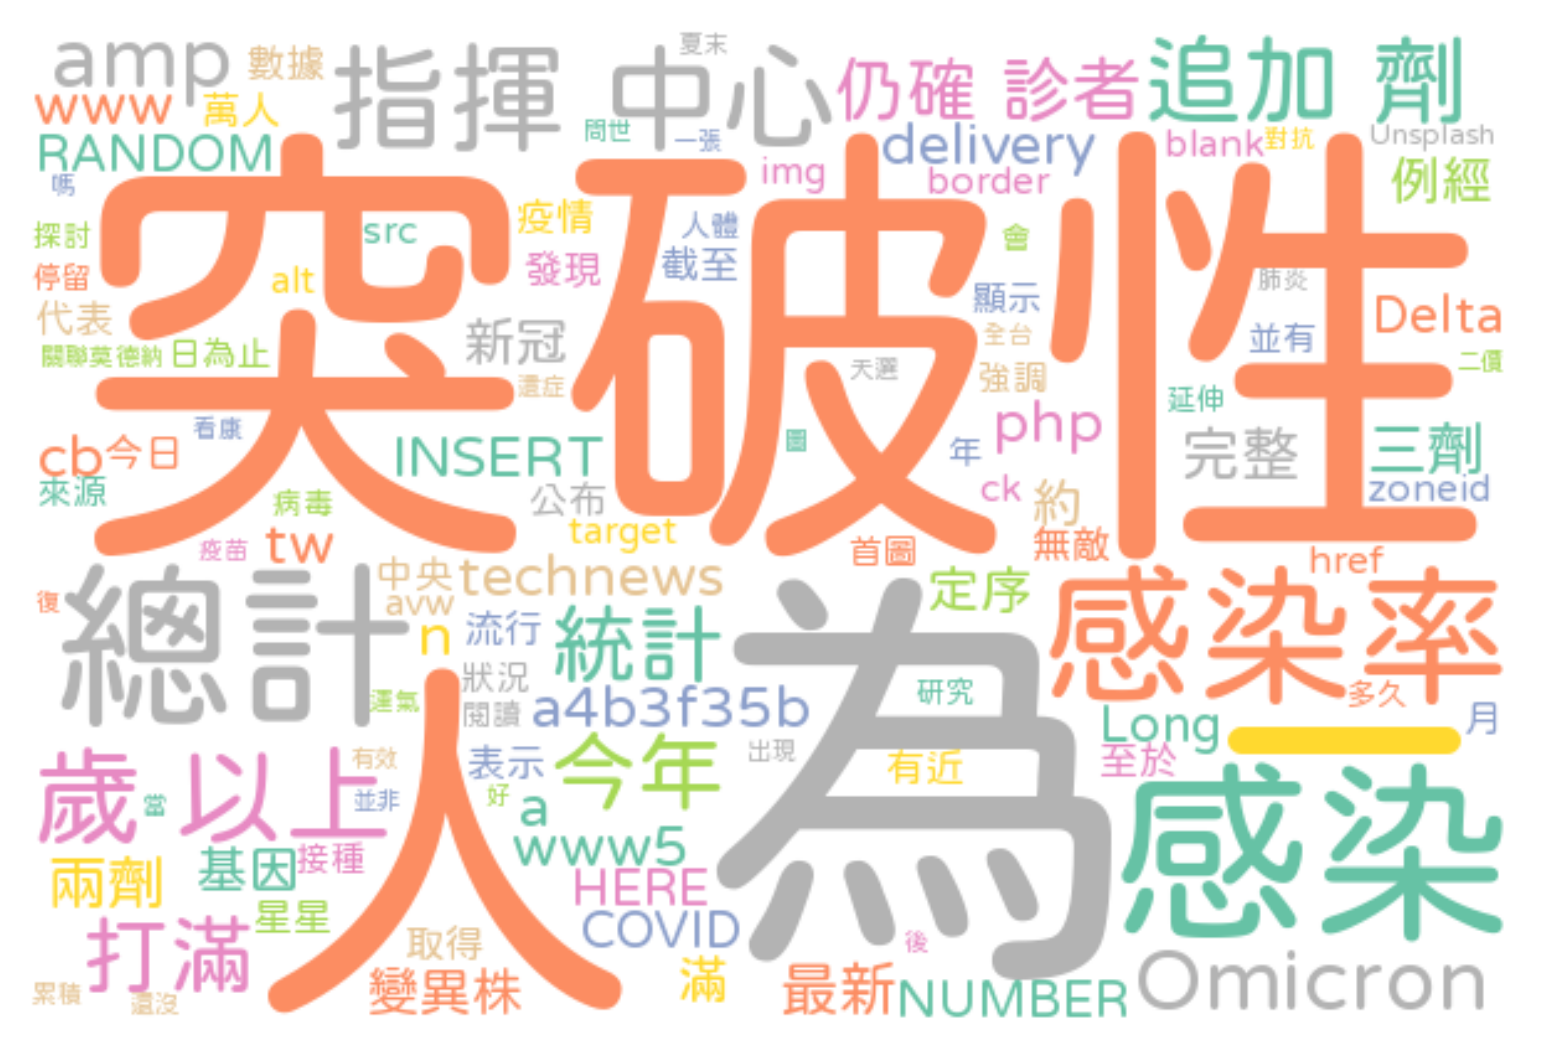 amp
數據
指揮
中心
夏末
仍確
診者
追加
劑
www
萬人
問世
一張
RANDOM
delivery
blank
對抗
Unsplash
嗎
img
border
例經
突破性
探討
src
疫情
人體
會
停留
alt
發現
截至
肺炎
代表
顯示
Delta
新冠
全台
並有
關聯
莫德納
日為止
天選
強調
二價
遺症
延伸
看康
php
cb
今日
INSERT
圖
年
完整
三劑
來源
公布
ck
約
zoneid
病毒
target
疫苗
tw
首圖
無敵
href
中央
technews
定序
感染率
復
總計
avw
n
流行
統計
為
狀況
研究
多久
運氣
閱讀
a4b3f35b
Long
月
一
歲
以上
有效
表示
今年
出現
有近
至於
人
當
並非
好
a
感染
兩劑
基因
接種
www5
HERE
星星
COVID
打滿
取得
後
累積
還沒
變異株
滿
最新
NUMBER
Omicron